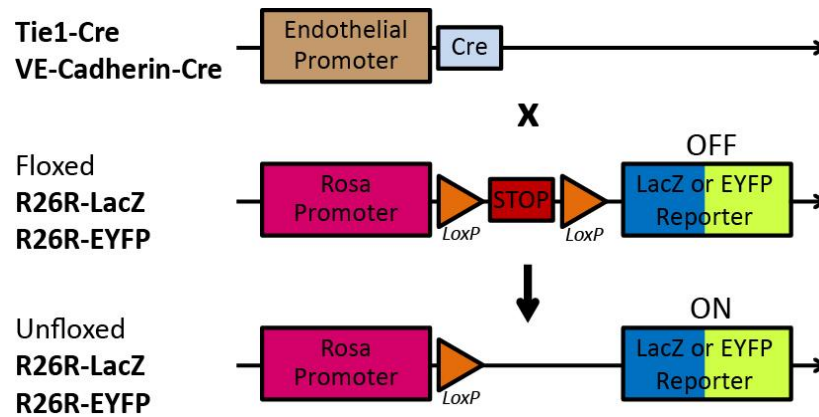 Tie1-Cre
VE-Cadherin-Cre
Endothelial
Promoter
Cre
X
Floxed
R26R-LacZ
R26R-EYFP
Rosa
Promoter
LoxP
STOP
LoxP
OFF
LacZ or EYFP
Reporter
Unfloxed
R26R-LacZ
R26R-EYFP
Rosa
Promoter
LoxP
ON
LacZ or EYFP
Reporter